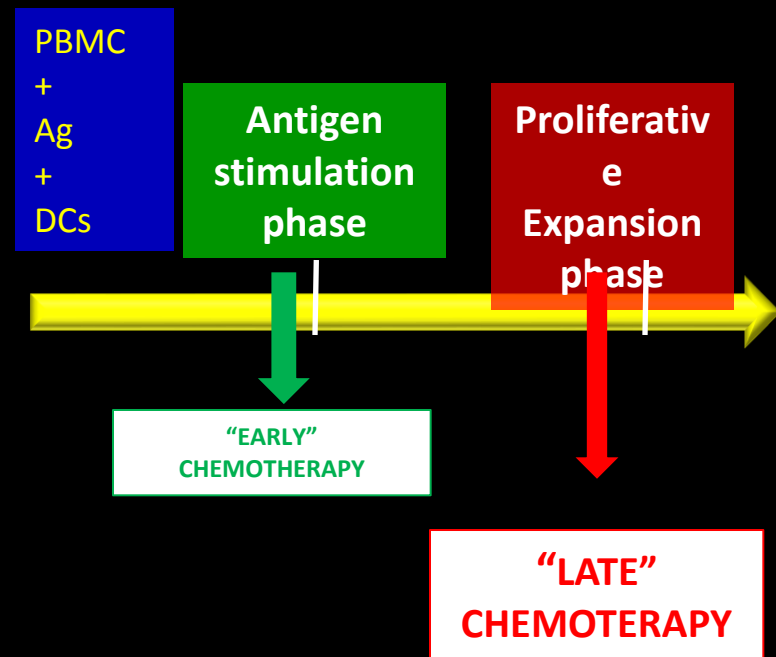 PBMC
+
Ag
+
DCs
Antigen
stimulation
phase
Proliferativ
e
Expansion
phase
“EARLY”
CHEMOTHERAPY
“LATE”
CHEMOTERAPY